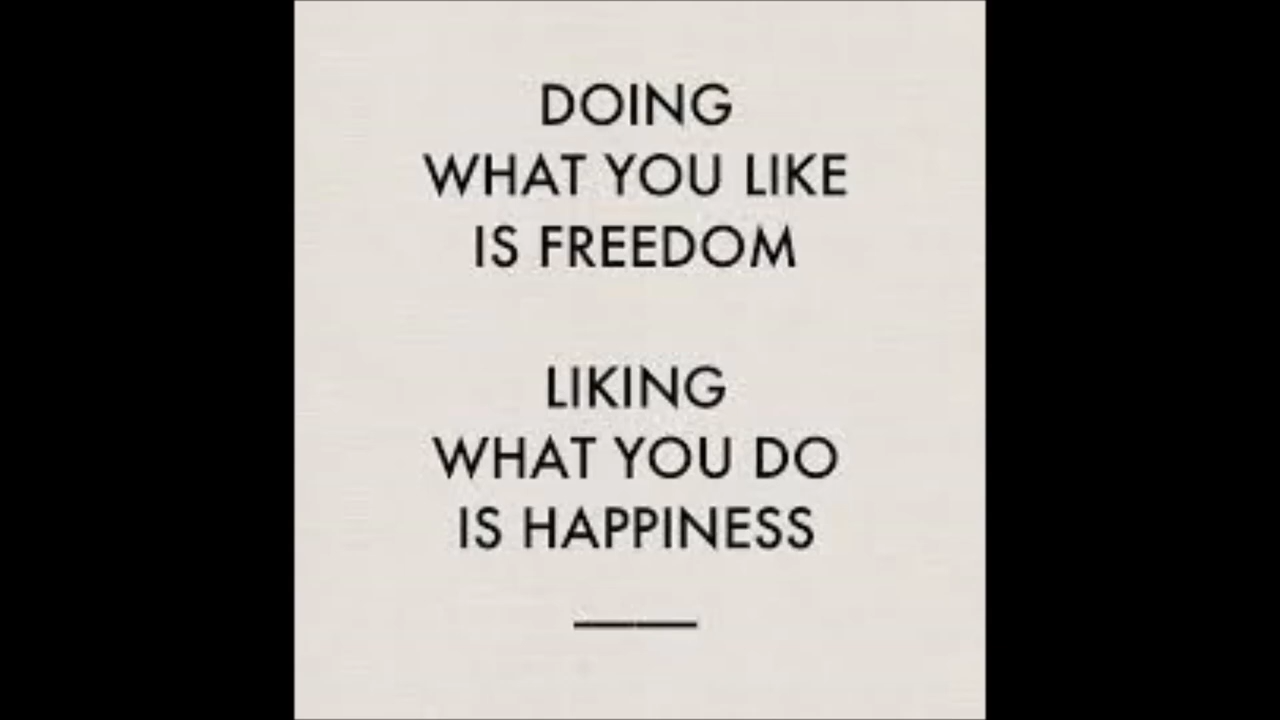 DOING
WHAT YOU LIKE
IS FREEDOM
LIKING
WHAT YOU DO
IS HAPPINESS